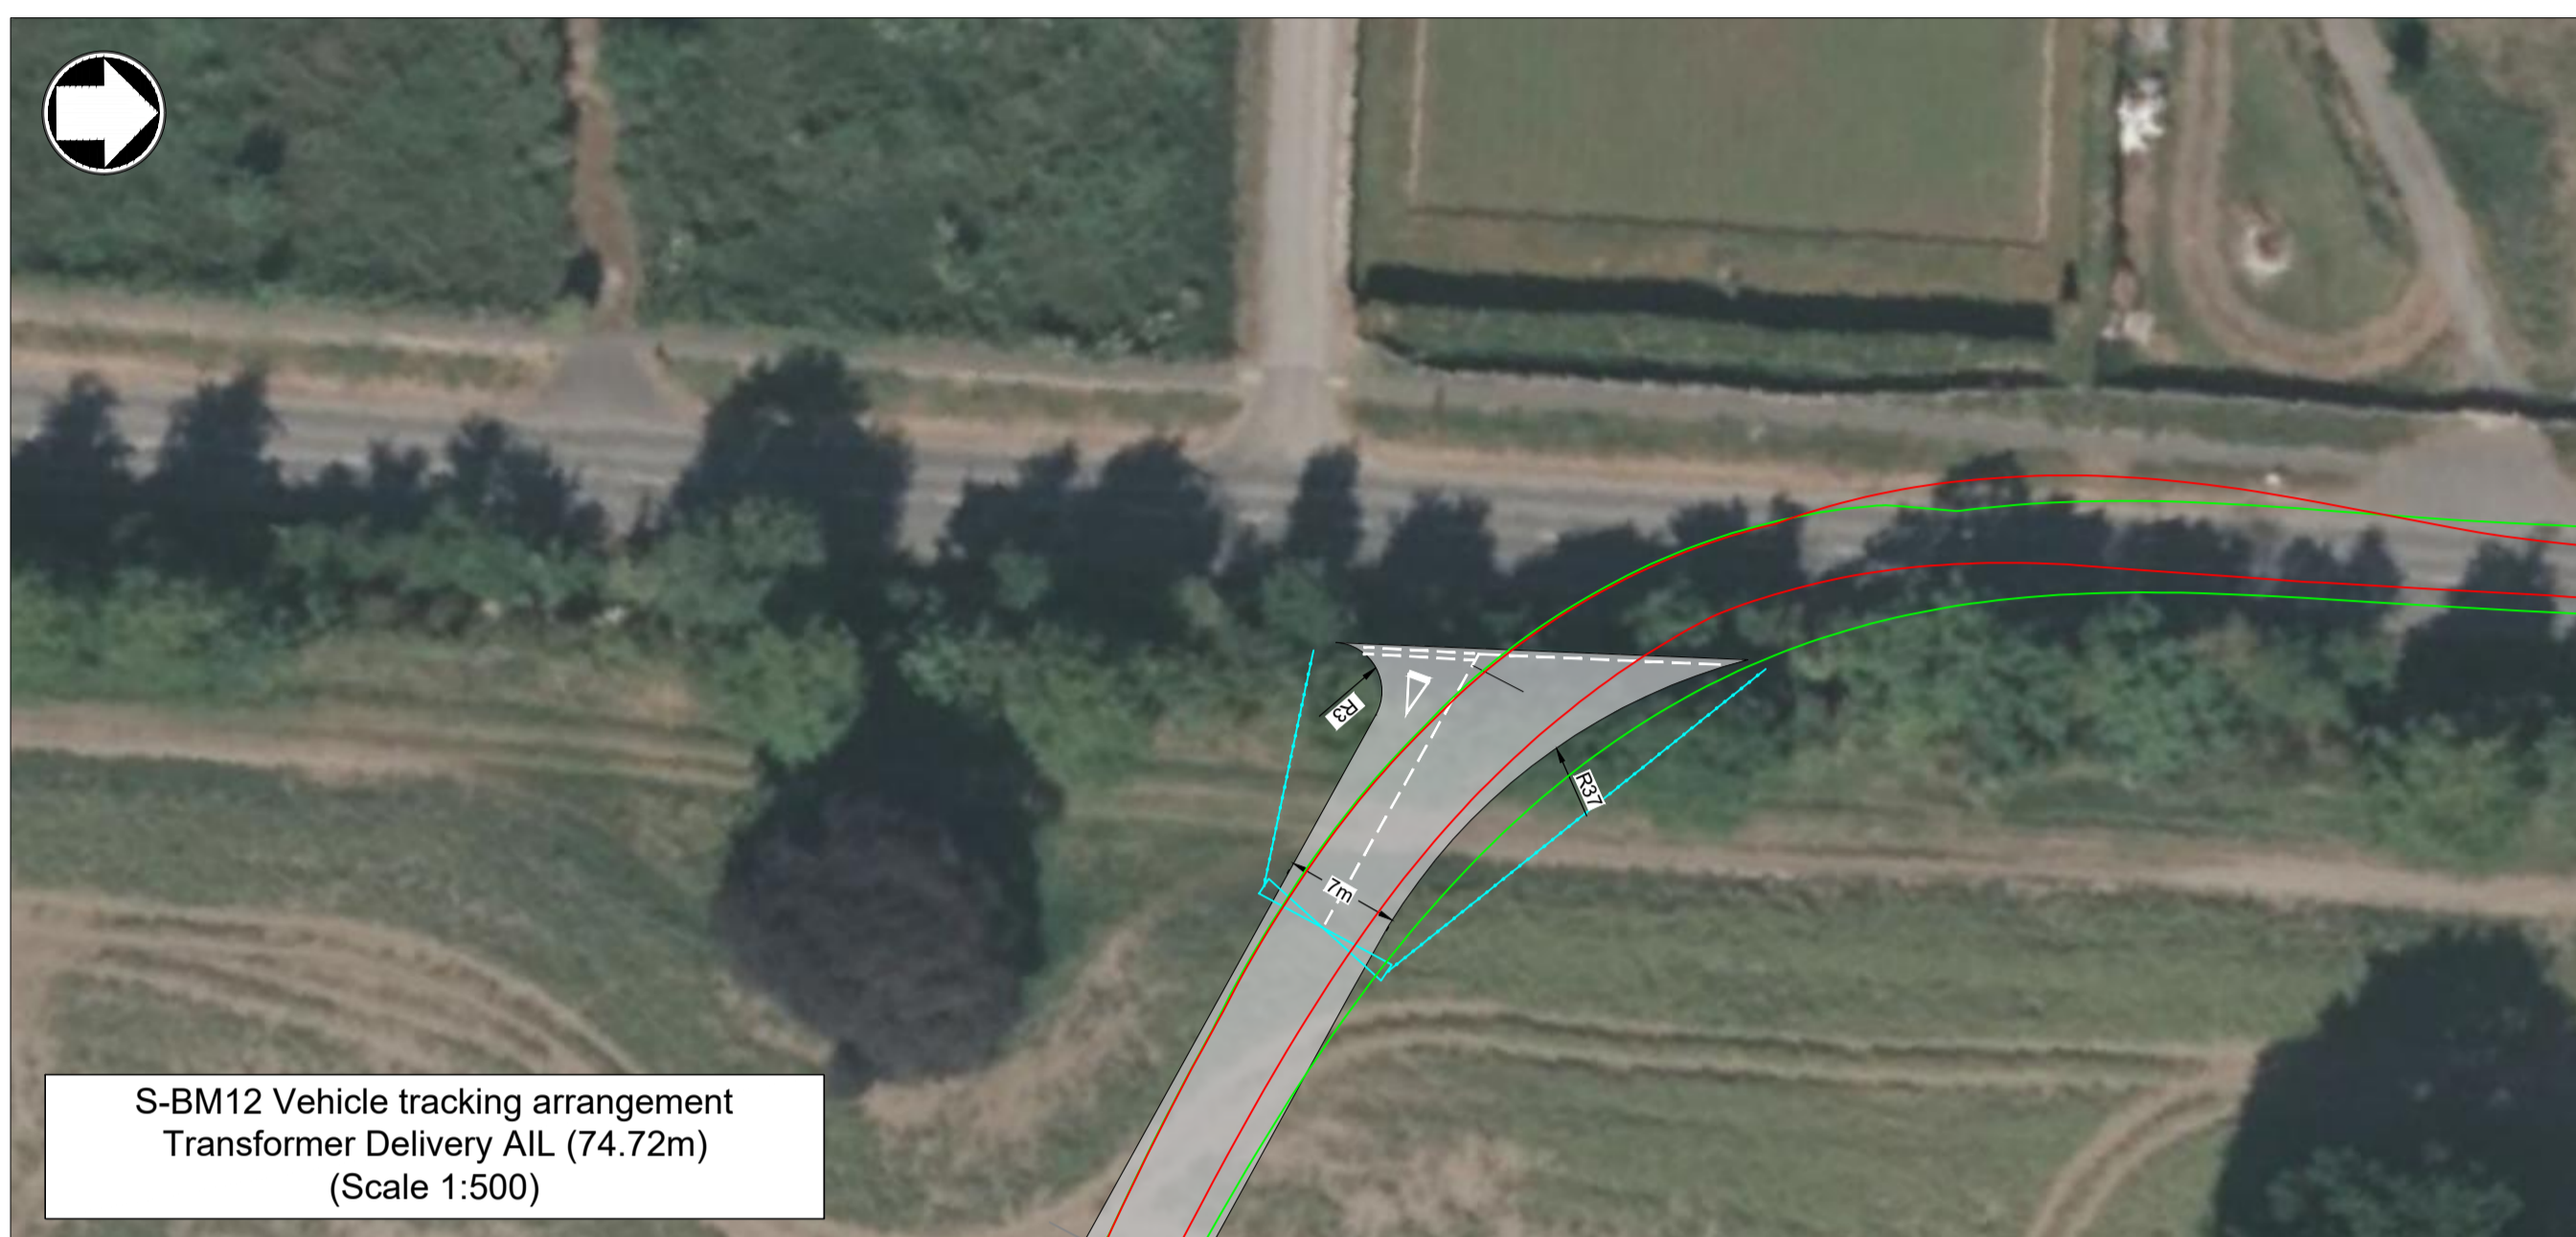 R3
R37
7m
S-BM12 Vehicle tracking arrangement
Transformer Delivery AIL (74.72m)
(Scale 1:500)